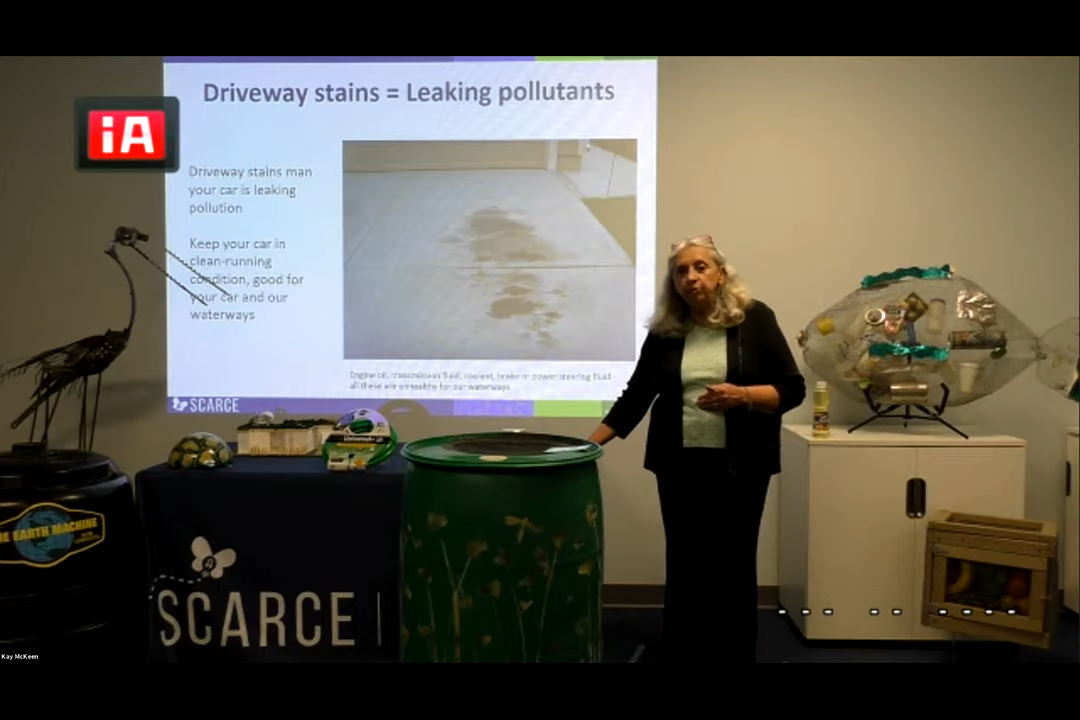 Driveway stains = Leaking pollutants
iA
Driveway stains man
your car is leaking
pollution
Keep your car in
clean-running
condition, good for
your car and our
waterways
Engine oil, transmission fluid, coolant, brake or power steering fluid -
all these are unhealthy for our waterways
SCARCE
Universal
THE EARTH MACHINE
SCARCE
Kay McKeen